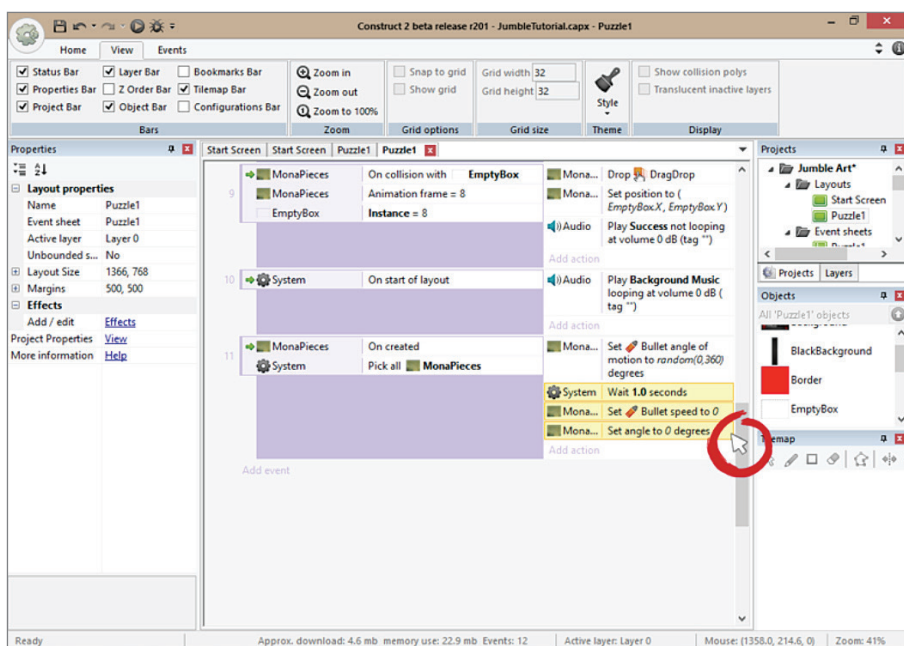 Construct 2 beta release r201 - JumbleTutorial.capx - Puzzle1
Home View Events
Status Bar Layer Bar Bookmarks Bar
Properties Bar Z Order Bar Tilemap Bar
Project Bar Object Bar Configurations Bar
Bars
Zoom in
Zoom out
Zoom to 100%
Zoom
Snap to grid
Show grid
Grid options
Grid width 32
Grid height 32
Grid size
Style
Theme
Show collision polys
Translucent inactive layers
Display
Properties
Layout properties
Name Puzzle1
Event sheet Puzzle1
Active layer Layer 0
Unbounded s... No
Layout Size 1366, 768
Margins 500, 500
Effects
Add / edit Effects
Project Properties View
More information Help
Start Screen Start Screen Puzzle1 Puzzle1
9
MonaPieces On collision with EmptyBox
MonaPieces Animation frame = 8
EmptyBox Instance = 8
Mona... Drop DragDrop
Mona... Set position to (
EmptyBox.X, EmptyBox.Y)
Audio Play Success not looping
at volume 0 dB (tag "")
Add action
10 System On start of layout
Audio Play Background Music
looping at volume 0 dB (
tag "")
Add action
11
MonaPieces On created
System Pick all MonaPieces
Mona... Set Bullet angle of
motion to random(0,360)
degrees
System Wait 1.0 seconds
Mona... Set Bullet speed to 0
Mona... Set angle to 0 degrees
Add action
Add event
Projects
Jumble Art*
Layouts
Start Screen
Puzzle1
Event sheets
Projects Layers
Objects
All 'Puzzle1' objects
BlackBackground
Border
EmptyBox
Ready Approx. download: 4.6 mb memory use: 22.9 mb Events: 12 Active layer: Layer 0 Mouse: (1358.0, 214.6, 0) Zoom: 41%